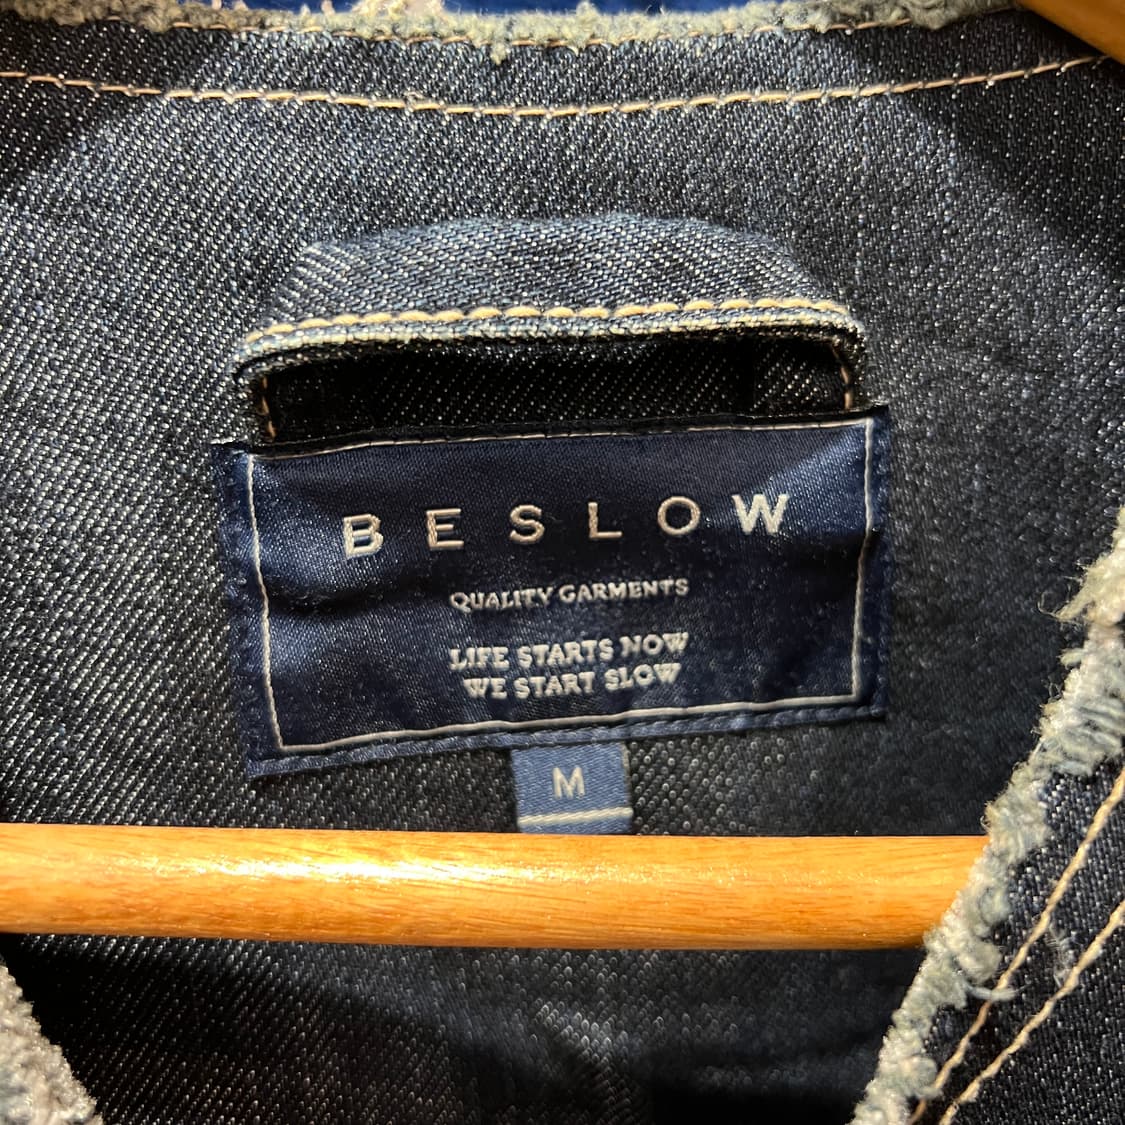 BESLOW
QUALITY GARMENTS
LIFE STARTS NOW
WE START SLOW
M